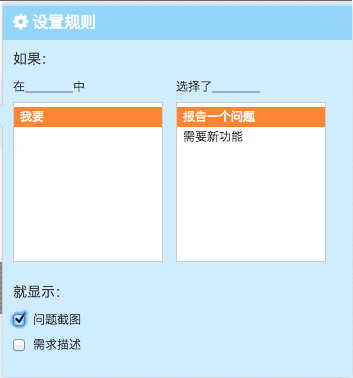 设置规则
如果:
在________中 选择了________
我要 报告一个问题
需要新功能
就显示:
问题截图
需求描述